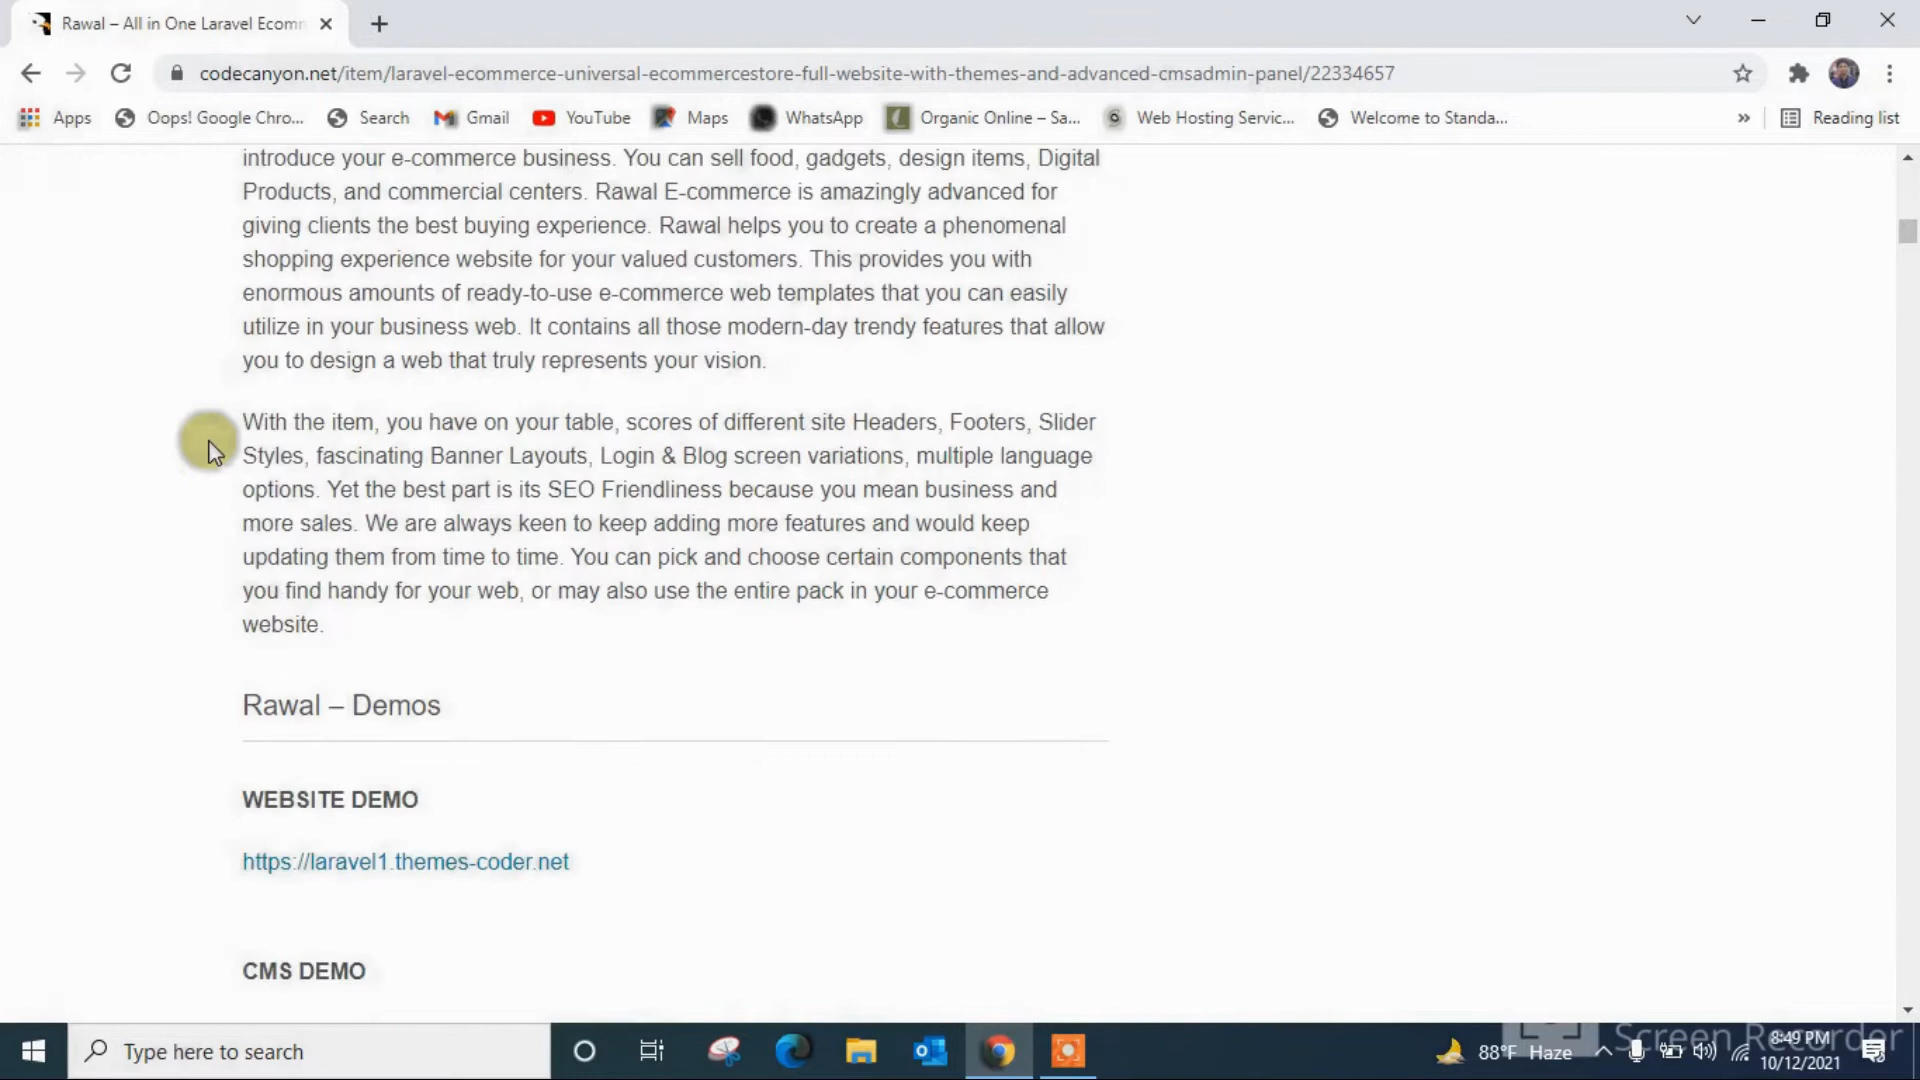 Rawal – All in One Laravel Ecomm
codecanyon.net/item/laravel-ecommerce-universal-ecommercestore-full-website-with-themes-and-advanced-cmsadmin-panel/22334657
Apps Oops! Google Chro... Search Gmail YouTube Maps WhatsApp Organic Online – Sa... Web Hosting Servic... Welcome to Standa... » Reading list
introduce your e-commerce business. You can sell food, gadgets, design items, Digital
Products, and commercial centers. Rawal E-commerce is amazingly advanced for
giving clients the best buying experience. Rawal helps you to create a phenomenal
shopping experience website for your valued customers. This provides you with
enormous amounts of ready-to-use e-commerce web templates that you can easily
utilize in your business web. It contains all those modern-day trendy features that allow
you to design a web that truly represents your vision.
With the item, you have on your table, scores of different site Headers, Footers, Slider
Styles, fascinating Banner Layouts, Login & Blog screen variations, multiple language
options. Yet the best part is its SEO Friendliness because you mean business and
more sales. We are always keen to keep adding more features and would keep
updating them from time to time. You can pick and choose certain components that
you find handy for your web, or may also use the entire pack in your e-commerce
website.
Rawal – Demos
WEBSITE DEMO
https://laravel1.themes-coder.net
CMS DEMO
Screen Recorder
Type here to search
88°F Haze
8:49 PM
10/12/2021